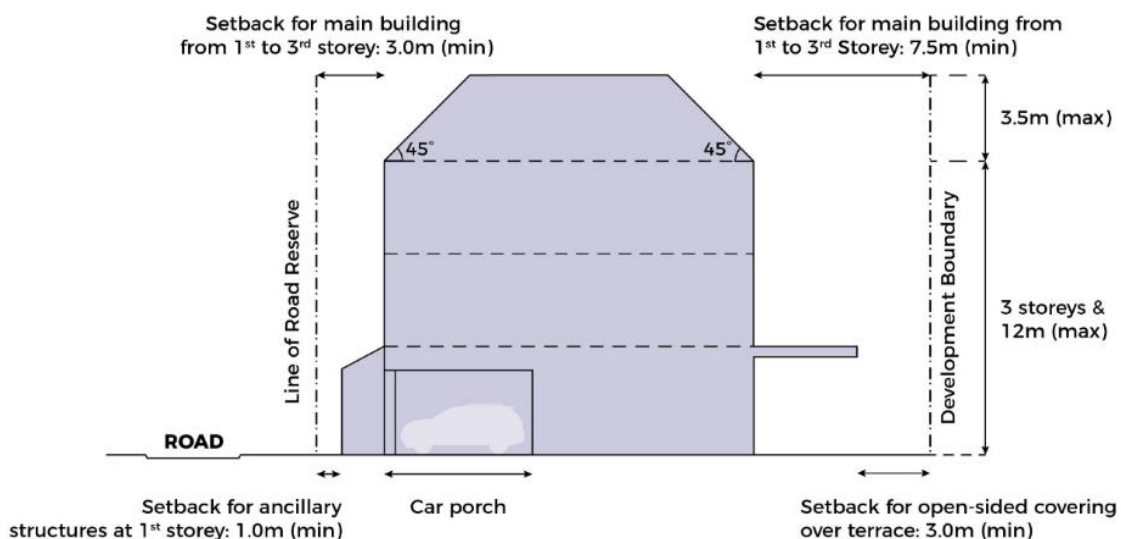 Setback for main building
from 1st to 3rd storey: 3.0m (min)
Setback for main building from
1st to 3rd Storey: 7.5m (min)
3.5m (max)
45°
45°
Line of Road Reserve
Development Boundary
3 storeys &
12m (max)
ROAD
Setback for ancillary
structures at 1st storey: 1.0m (min)
Car porch
Setback for open-sided covering
over terrace: 3.0m (min)